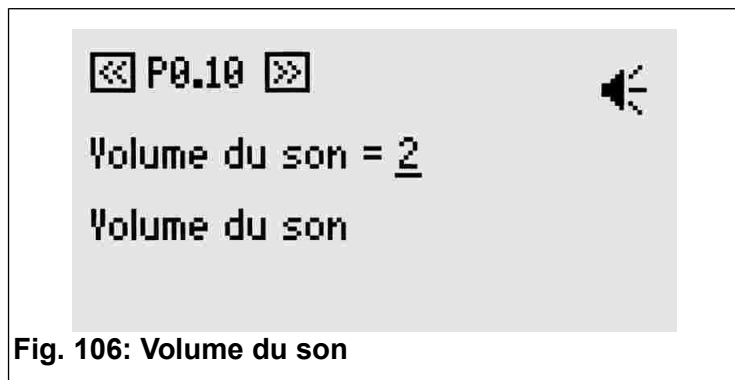 « P0.10 »
Volume du son = 2
Volume du son
Fig. 106: Volume du son